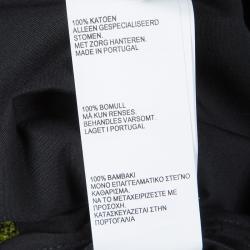 100% KATOEN
ALLEEN GESPECIALISEERD
STOMEN.
MET ZORG HANTEREN.
MADE IN PORTUGAL
100% BOMULL
MÅ KUN RENSES.
BEHANDLES VARSOMT.
LAGET I PORTUGAL
100% ΒΑΜΒΑΚΙ
ΜΟΝΟ ΕΠΑΓΓΕΛΜΑΤΙΚΟ ΣΤΕΓΝΟ
ΚΑΘΑΡΙΣΜΑ.
ΝΑ ΤΟ ΜΕΤΑΧΕΙΡΙΖΕΣΤΕ ΜΕ
ΠΡΟΣΟΧΗ.
ΚΑΤΑΣΚΕΥΑΖΕΤΑΙ ΣΤΗΝ
ΠΟΡΤΟΓΑΛΙΑ